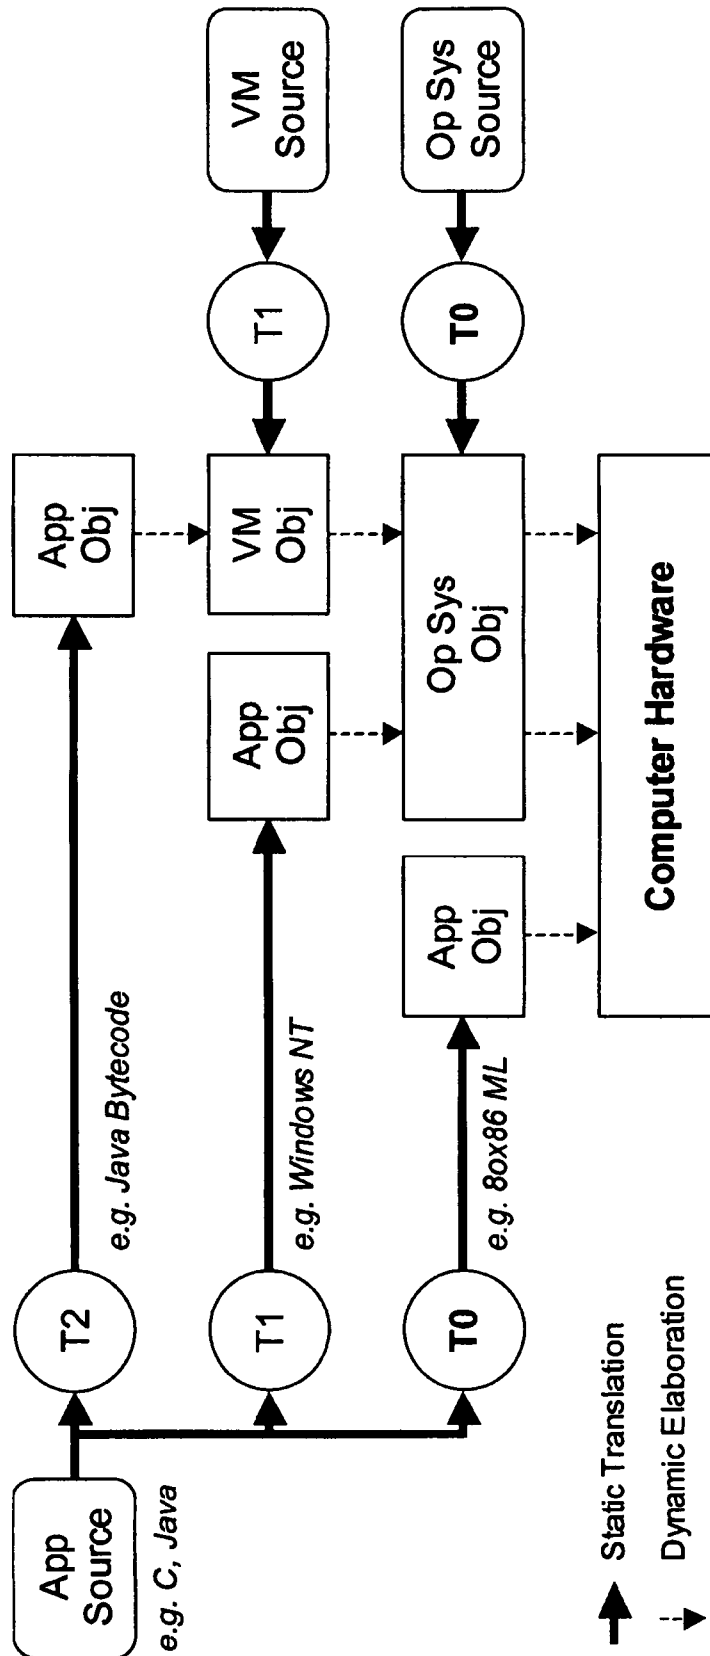 App
Source
e.g. C, Java
T2
e.g. Java Bytecode
App
Obj
T1
e.g. Windows NT
App
Obj
VM
Obj
T1
VM
Source
T0
e.g. 8ox86 ML
App
Obj
Op Sys
Obj
T0
Op Sys
Source
Computer Hardware
Static Translation
Dynamic Elaboration